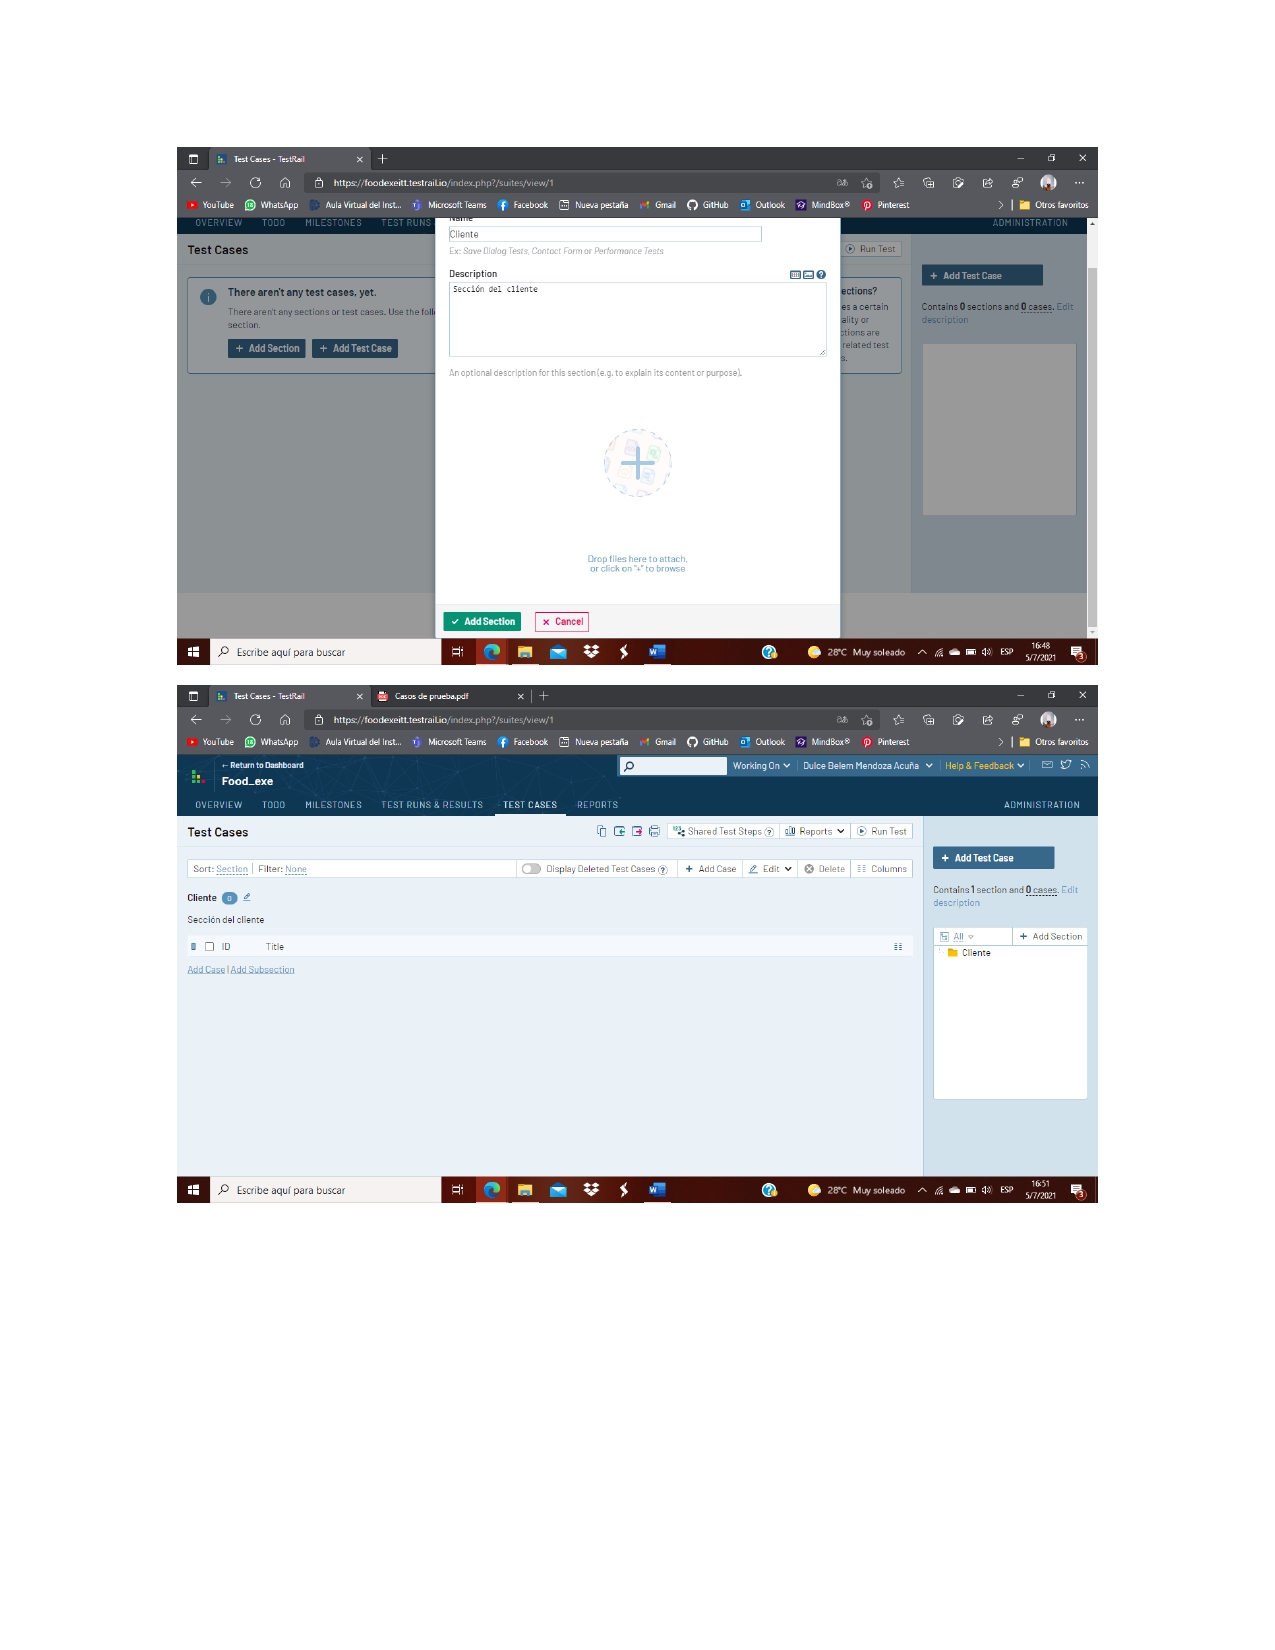 Test Cases - TestRail
https://foodexeitt.testrail.io/index.php?/suites/view/1
YouTube WhatsApp Aula Virtual del Inst... Microsoft Teams Facebook Nueva pestaña Gmail GitHub Outlook MindBox® Pinterest Otros favoritos
OVERVIEW TODO MILESTONES TEST RUNS ADMINISTRATION
Name
Cliente
Test Cases
Run Test
Ex: Save Dialog Tests, Contact Form or Performance Tests
Description
Sección del cliente
There aren't any test cases, yet.
There aren't any sections or test cases. Use the foll
section.
+ Add Section + Add Test Case
ections?
es a certain
ality or
ctions are
related test
s.
+ Add Test Case
Contains 0 sections and 0 cases. Edit
description
An optional description for this section (e.g. to explain its content or purpose).
Drop files here to attach,
or click on "+" to browse
Add Section Cancel
Escribe aquí para buscar
28°C Muy soleado ESP
16:48
5/7/2021
3
Test Cases - TestRail Casos de prueba.pdf
https://foodexeitt.testrail.io/index.php?/suites/view/1
YouTube WhatsApp Aula Virtual del Inst... Microsoft Teams Facebook Nueva pestaña Gmail GitHub Outlook MindBox® Pinterest Otros favoritos
← Return to Dashboard
Food_exe
Working On Dulce Belem Mendoza Acuña Help & Feedback
OVERVIEW TODO MILESTONES TEST RUNS & RESULTS TEST CASES REPORTS ADMINISTRATION
Test Cases
Shared Test Steps Reports Run Test
Sort: Section Filter: None
Display Deleted Test Cases + Add Case Edit Delete Columns
Cliente 0
Sección del cliente
ID Title
Add Case | Add Subsection
+ Add Test Case
Contains 1 section and 0 cases. Edit
description
All + Add Section
Cliente
Escribe aquí para buscar
28°C Muy soleado ESP
16:51
5/7/2021
3